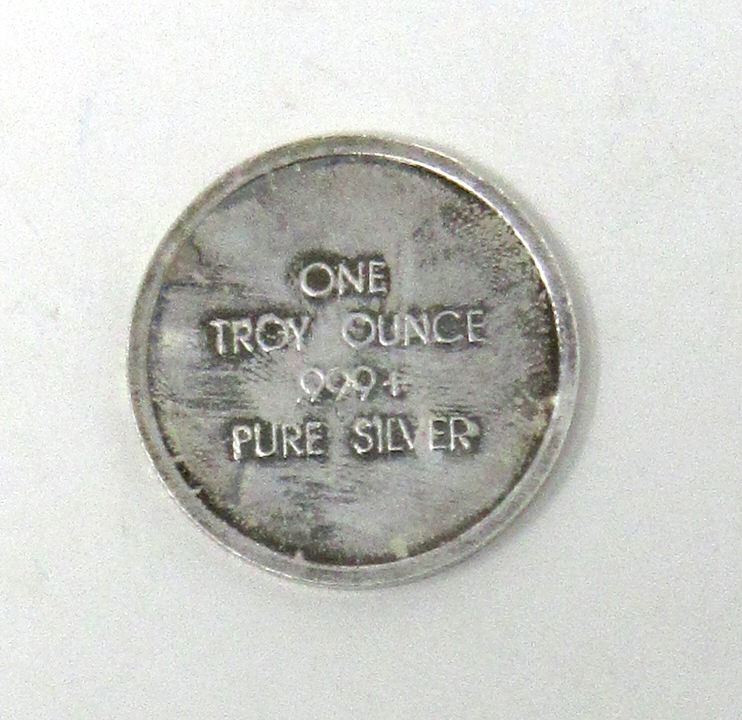 ONE
TROY OUNCE
.999+
PURE SILVER